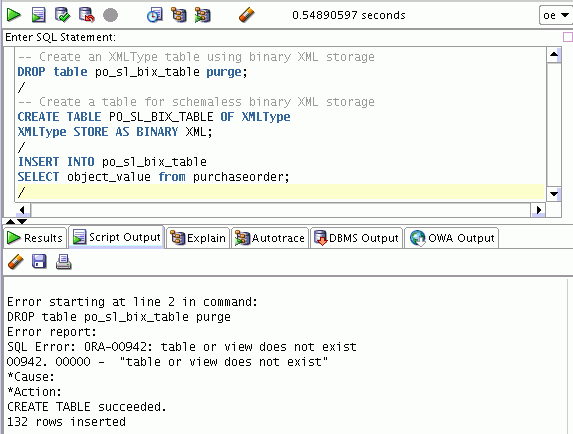 0.54890597 seconds
oe
Enter SQL Statement:
-- Create an XMLType table using binary XML storage
DROP table po_sl_bix_table purge;
/
-- Create a table for schemaless binary XML storage
CREATE TABLE PO_SL_BIX_TABLE OF XMLType
XMLType STORE AS BINARY XML;
/
INSERT INTO po_sl_bix_table
SELECT object_value from purchaseorder;
/
Results Script Output Explain Autotrace DBMS Output OWA Output
Error starting at line 2 in command:
DROP table po_sl_bix_table purge
Error report:
SQL Error: ORA-00942: table or view does not exist
00942. 00000 -  "table or view does not exist"
*Cause:
*Action:
CREATE TABLE succeeded.
132 rows inserted